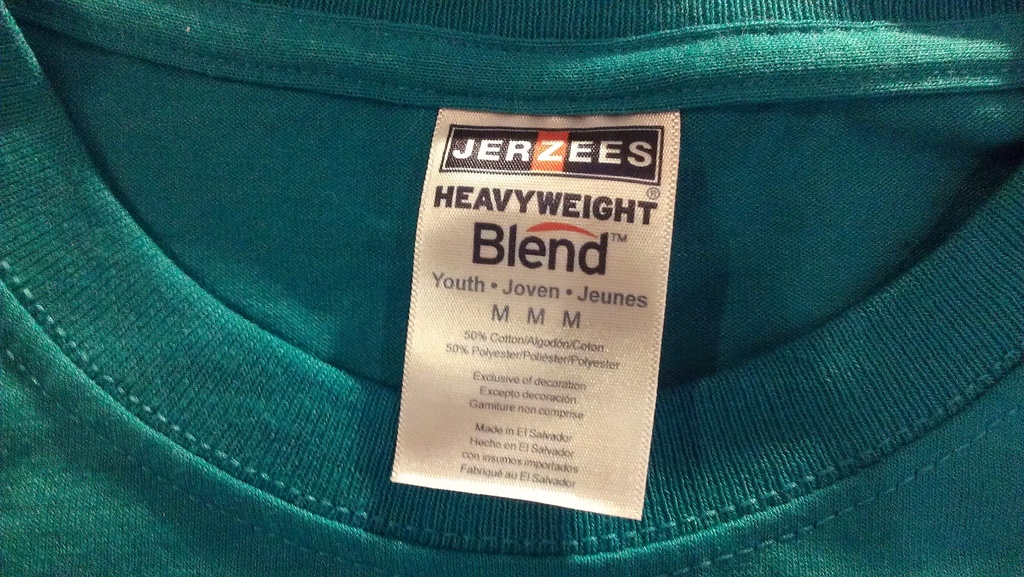 JERZEES
®
HEAVYWEIGHT
Blend™
Youth • Joven • Jeunes
M M M
50% Cotton/Algodón/Coton
50% Polyester/Poliester/Polyester
Exclusive of decoration
Excepto decoración
Garniture non comprise
Made in El Salvador
Hecho en El Salvador
con insumos importados
Fabriqué au El Salvador